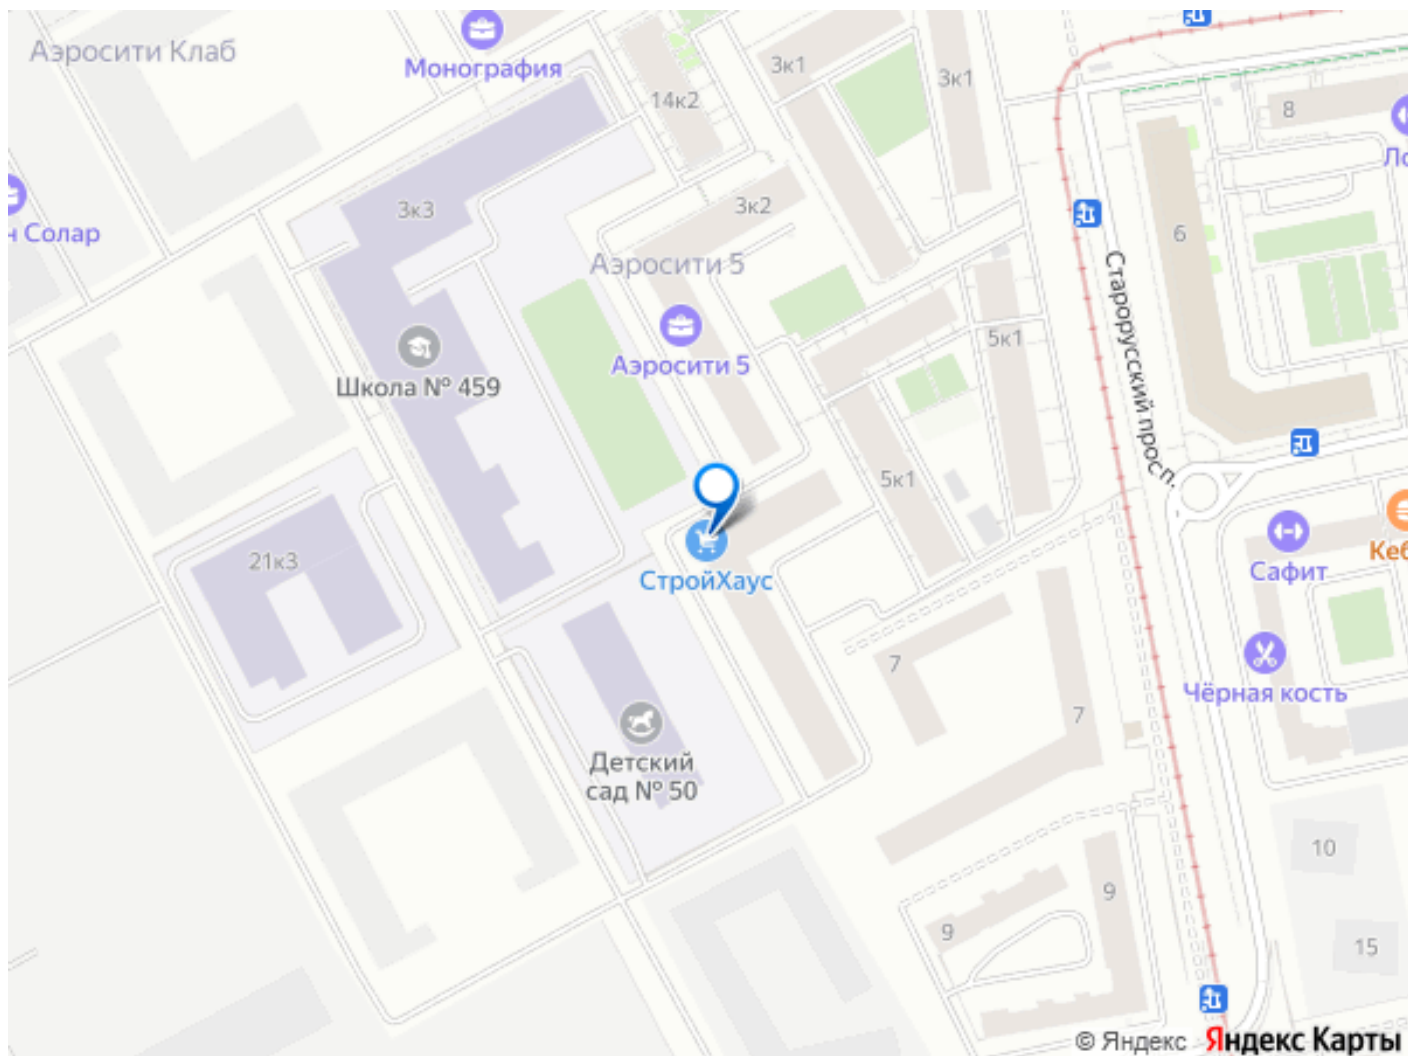 Аэросити Клаб
Монография
3к1
3к1
14к2
8
Ло
3к3
3к2
н Солар
6
Аэросити 5
Старорусский просп.
Школа № 459
Аэросити 5
5к1
5к1
21к3
СтройХаус
Сафит
Кеб
7
Чёрная кость
7
Детский
сад № 50
10
9
9
15
© Яндекс Яндекс Карты